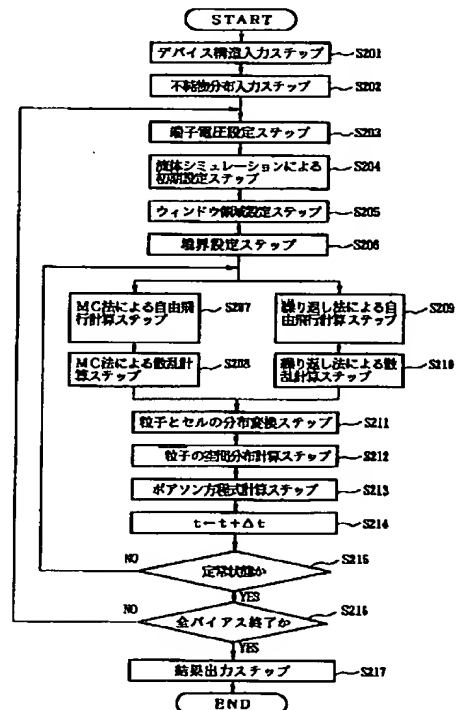 START
デバイス構造入力ステップ
S201
不純物分布入力ステップ
S202
端子電圧設定ステップ
S203
流体シミュレーションによる
初期設定ステップ
S204
ウィンドウ領域設定ステップ
S205
境界設定ステップ
S206
MC法による自由飛
行計算ステップ
S207
繰り返し法による自
由飛行計算ステップ
S209
MC法による散乱計
算ステップ
S208
繰り返し法による散
乱計算ステップ
S210
粒子とセルの分布変換ステップ
S211
粒子の空間分布計算ステップ
S212
ポアソン方程式計算ステップ
S213
t←t+Δt
S214
NO
定常状態か
S215
YES
NO
全バイアス終了か
S216
YES
結果出力ステップ
S217
END